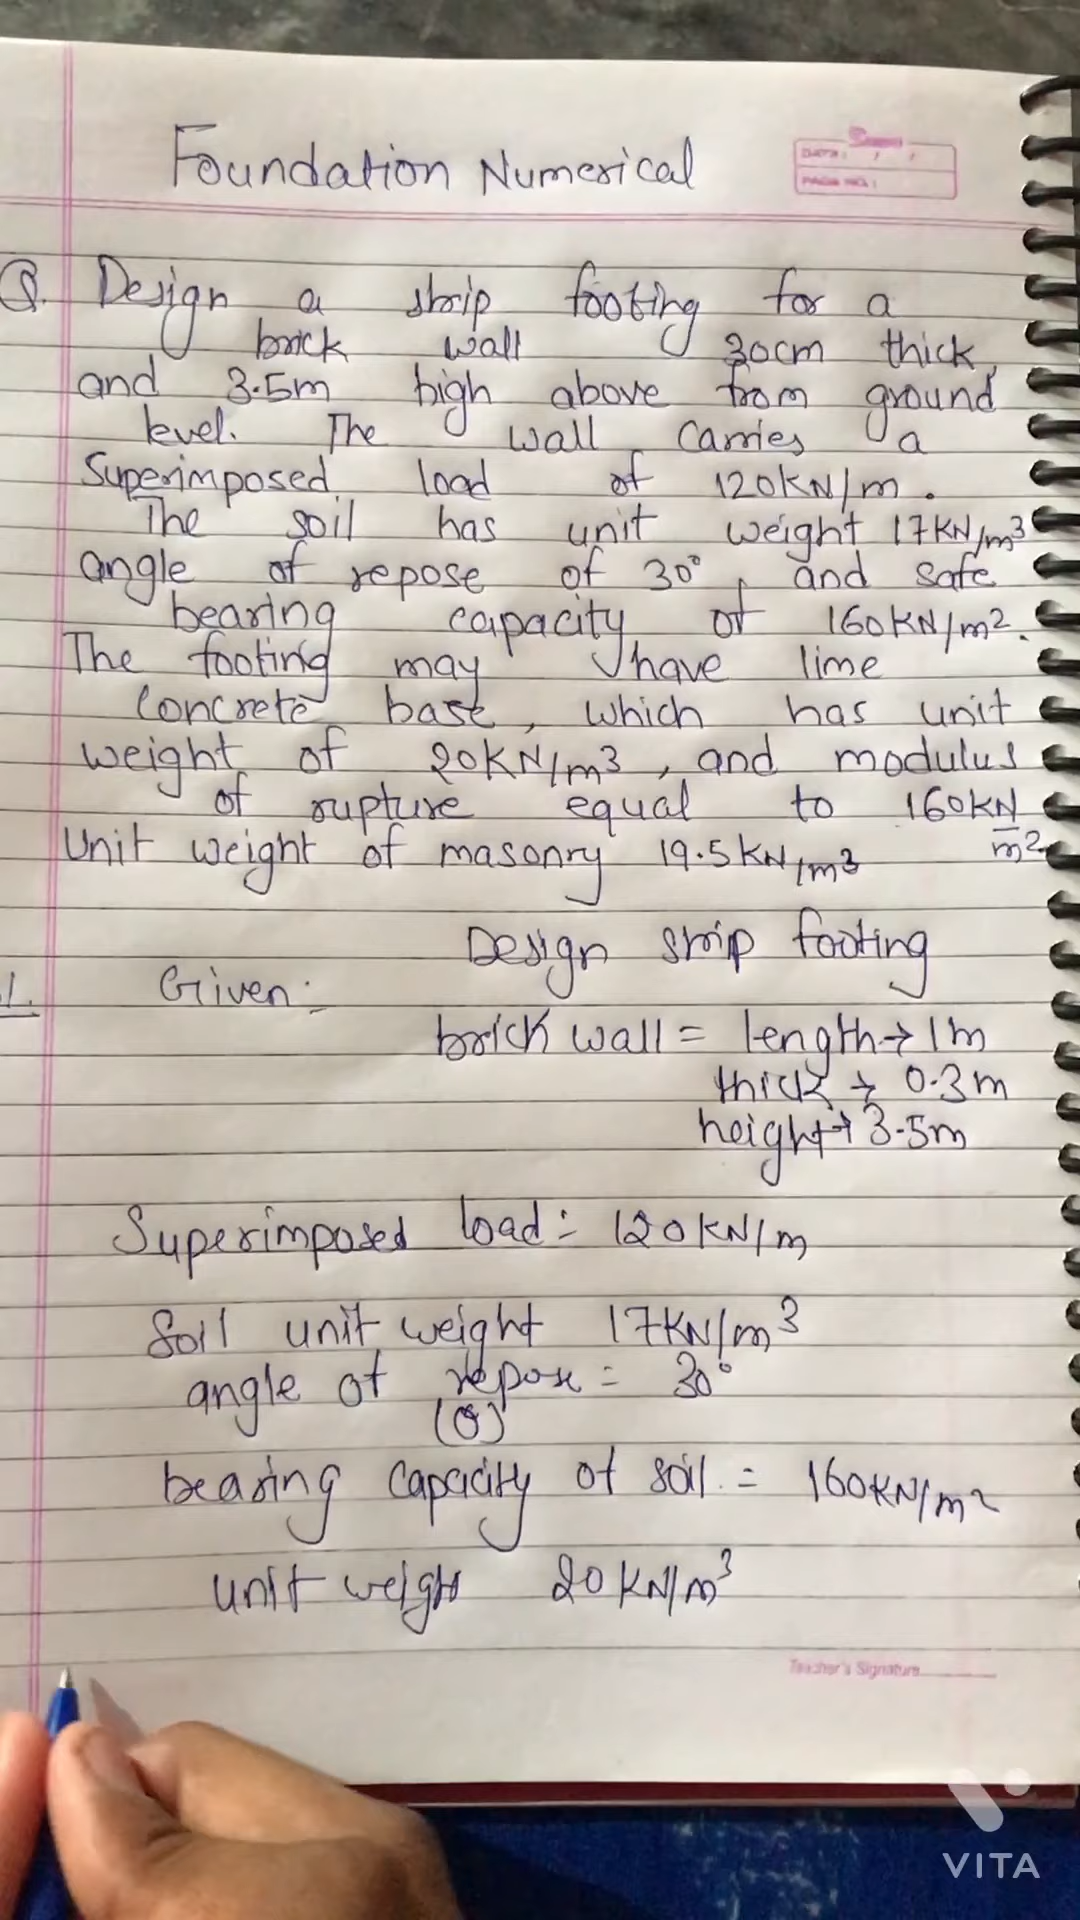 Foundation Numerical
DATE: / /
PAGE NO.:
Q. Design a strip footing for a
brick wall 30cm thick,
and 3.5m high above from ground
level. The wall carries a
Superimposed load of 120KN/m.
The soil has unit weight 17KN/m3
angle of repose of 30°, and safe
bearing capacity of 160KN/m2.
The footing may have lime
concrete base, which has unit
weight of 20KN/m3, and modulus
of rupture equal to 160KN/m2
Unit weight of masonry 19.5KN/m3
Design strip footing
Given:
brick wall = length→1m
thick → 0.3m
height→ 3.5m
Superimposed load = 120KN/m
Soil unit weight 17KN/m3
angle of repose = 30°
(θ)
bearing capacity of soil. = 160KN/m2
unit weight 20KN/m3
Teacher's Signature
VITA